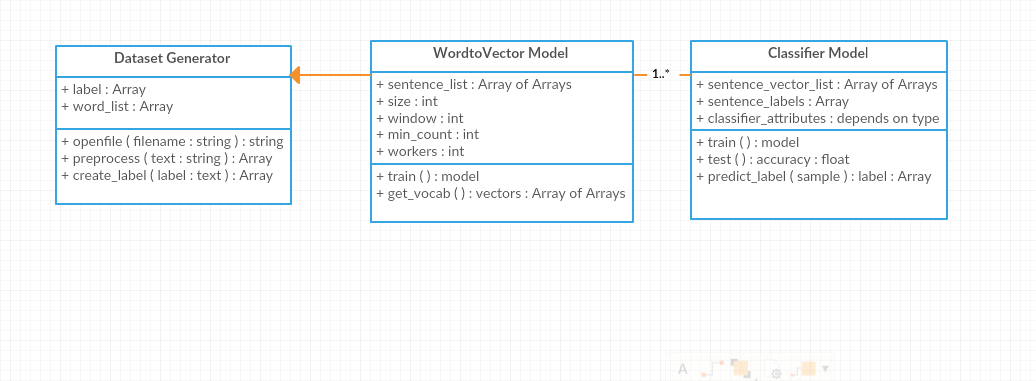 Dataset Generator
+ label : Array
+ word_list : Array
+ openfile ( filename : string ) : string
+ preprocess ( text : string ) : Array
+ create_label ( label : text ) : Array
WordtoVector Model
+ sentence_list : Array of Arrays
+ size : int
+ window : int
+ min_count : int
+ workers : int
+ train ( ) : model
+ get_vocab ( ) : vectors : Array of Arrays
1..*
Classifier Model
+ sentence_vector_list : Array of Arrays
+ sentence_labels : Array
+ classifier_attributes : depends on type
+ train ( ) : model
+ test ( ) : accuracy : float
+ predict_label ( sample ) : label : Array
A